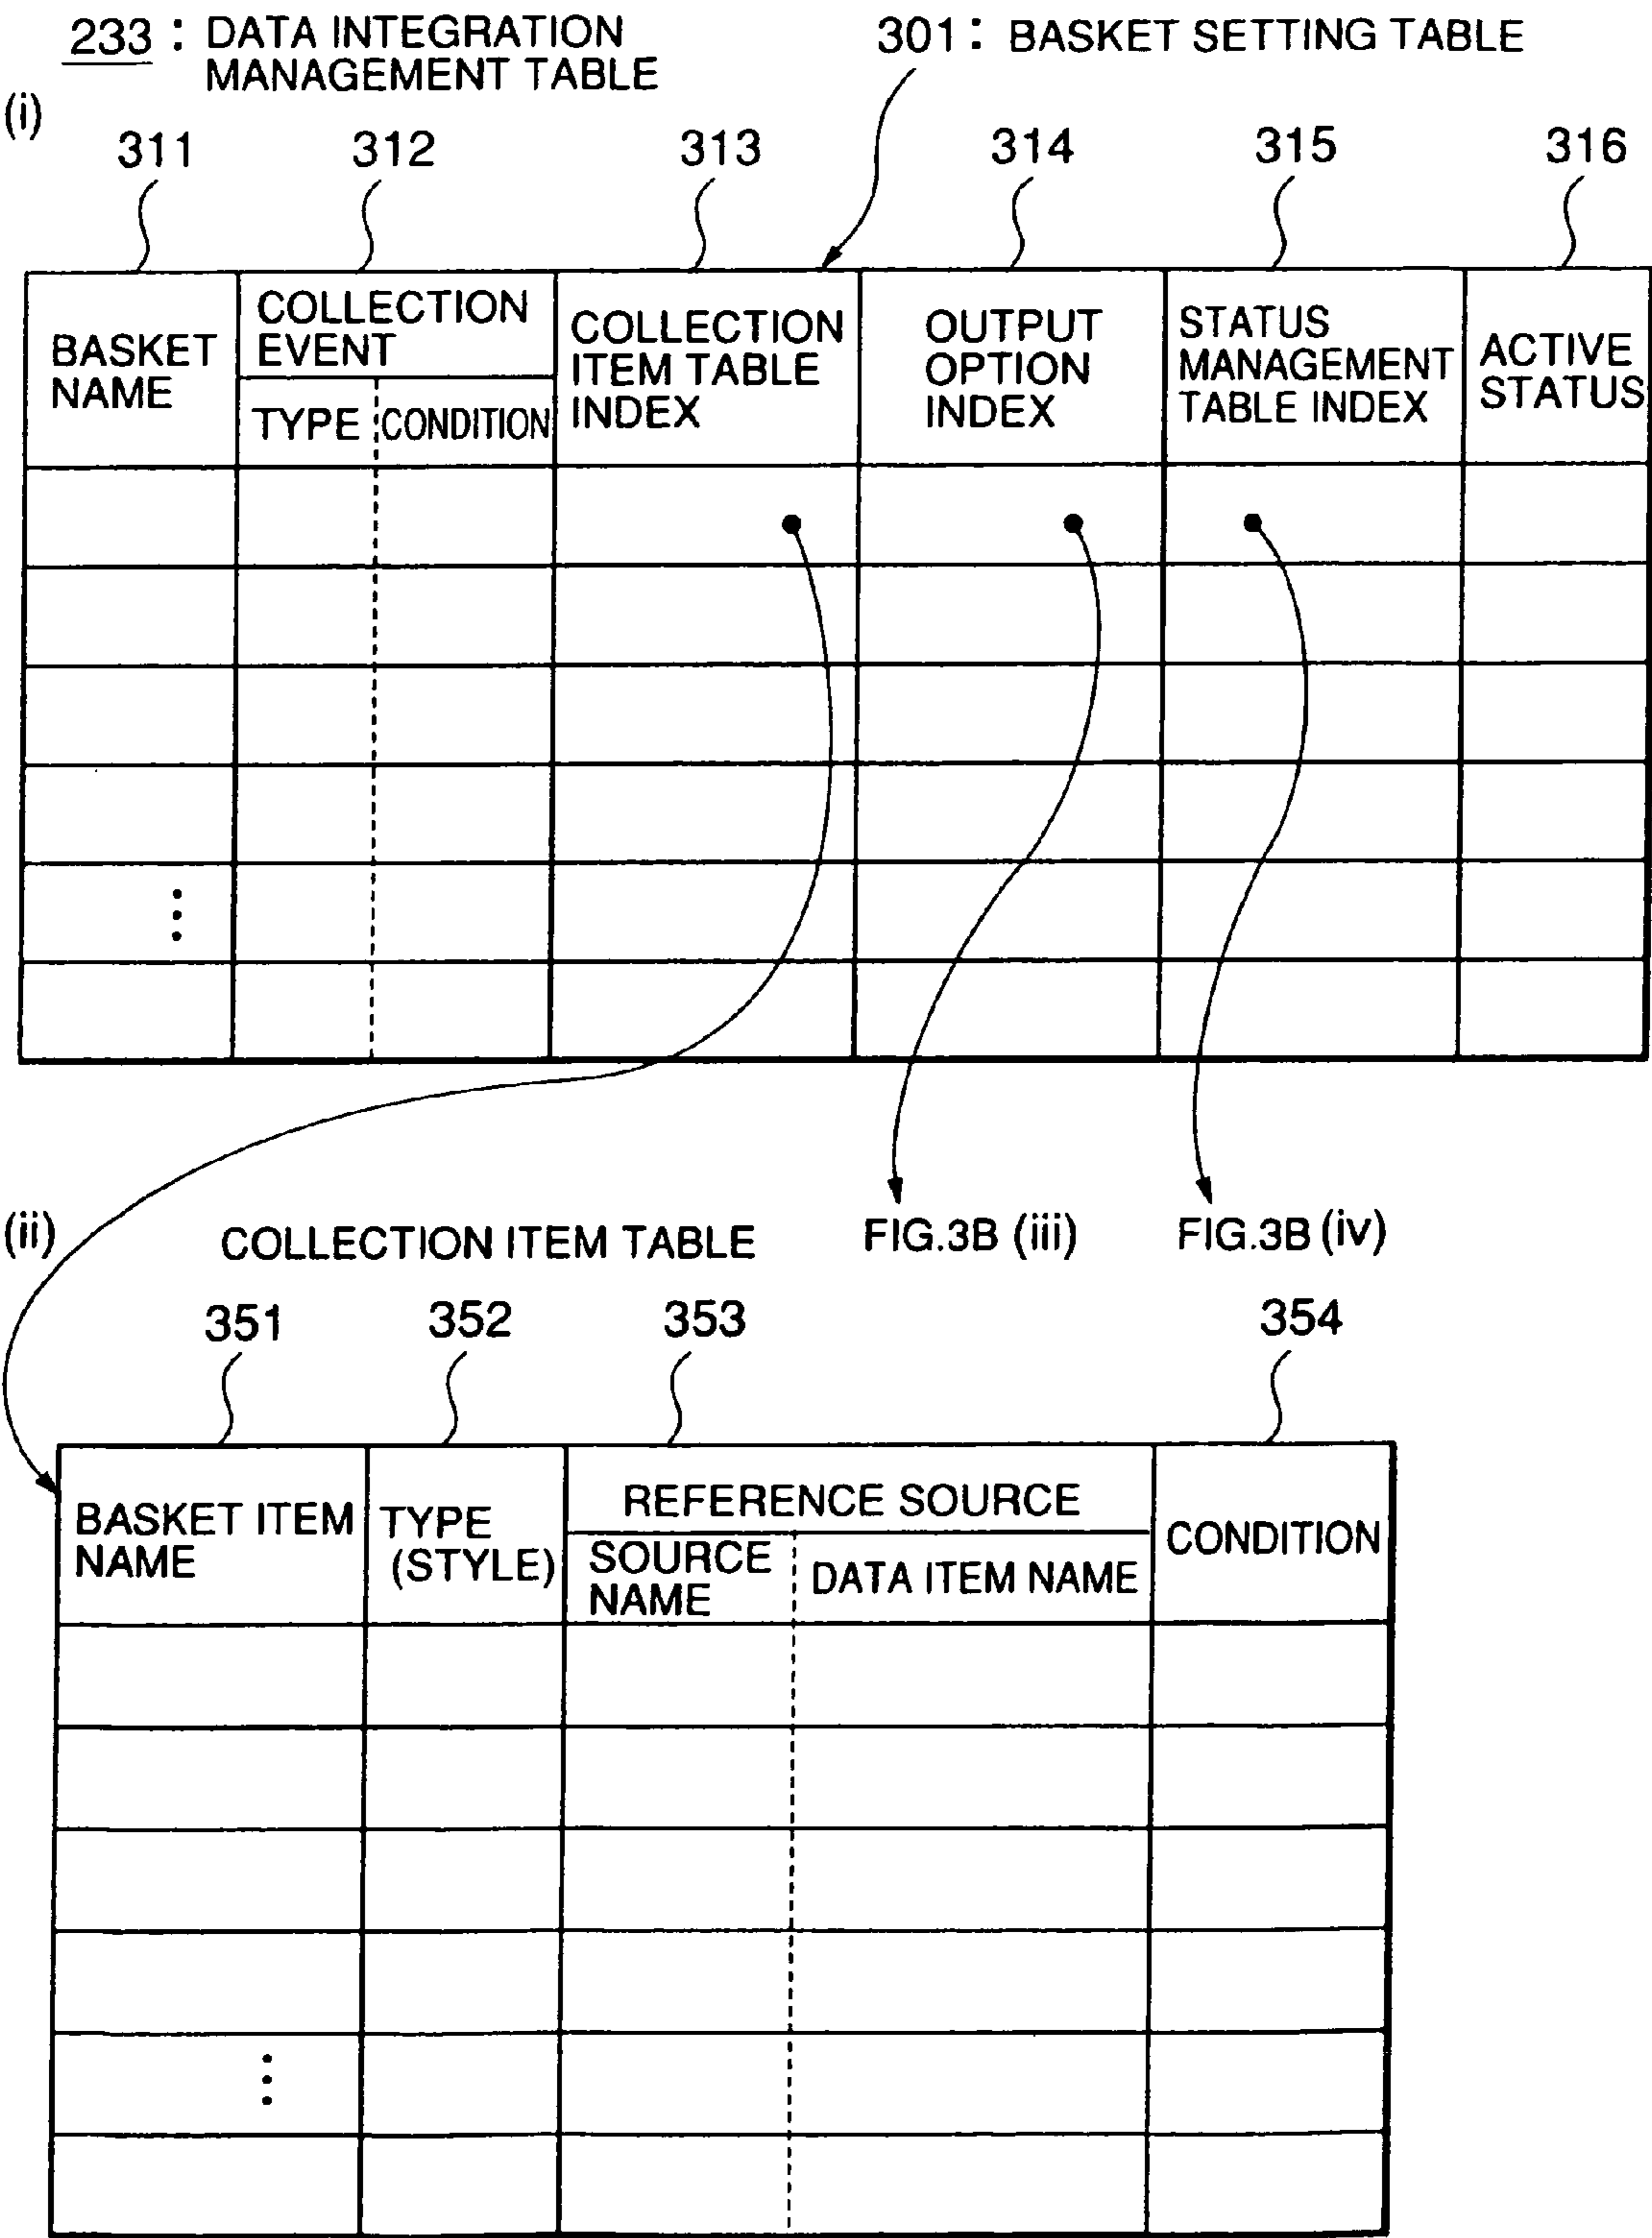 233 : DATA INTEGRATION
MANAGEMENT TABLE
301 : BASKET SETTING TABLE
(i)
311 312 313 314 315 316
BASKET
NAME
COLLECTION
EVENT
TYPE CONDITION
COLLECTION
ITEM TABLE
INDEX
OUTPUT
OPTION
INDEX
STATUS
MANAGEMENT
TABLE INDEX
ACTIVE
STATUS
FIG.3B (iii)
FIG.3B (iv)
(ii)
COLLECTION ITEM TABLE
351 352 353 354
BASKET ITEM
NAME
TYPE
(STYLE)
REFERENCE SOURCE
SOURCE
NAME
DATA ITEM NAME
CONDITION